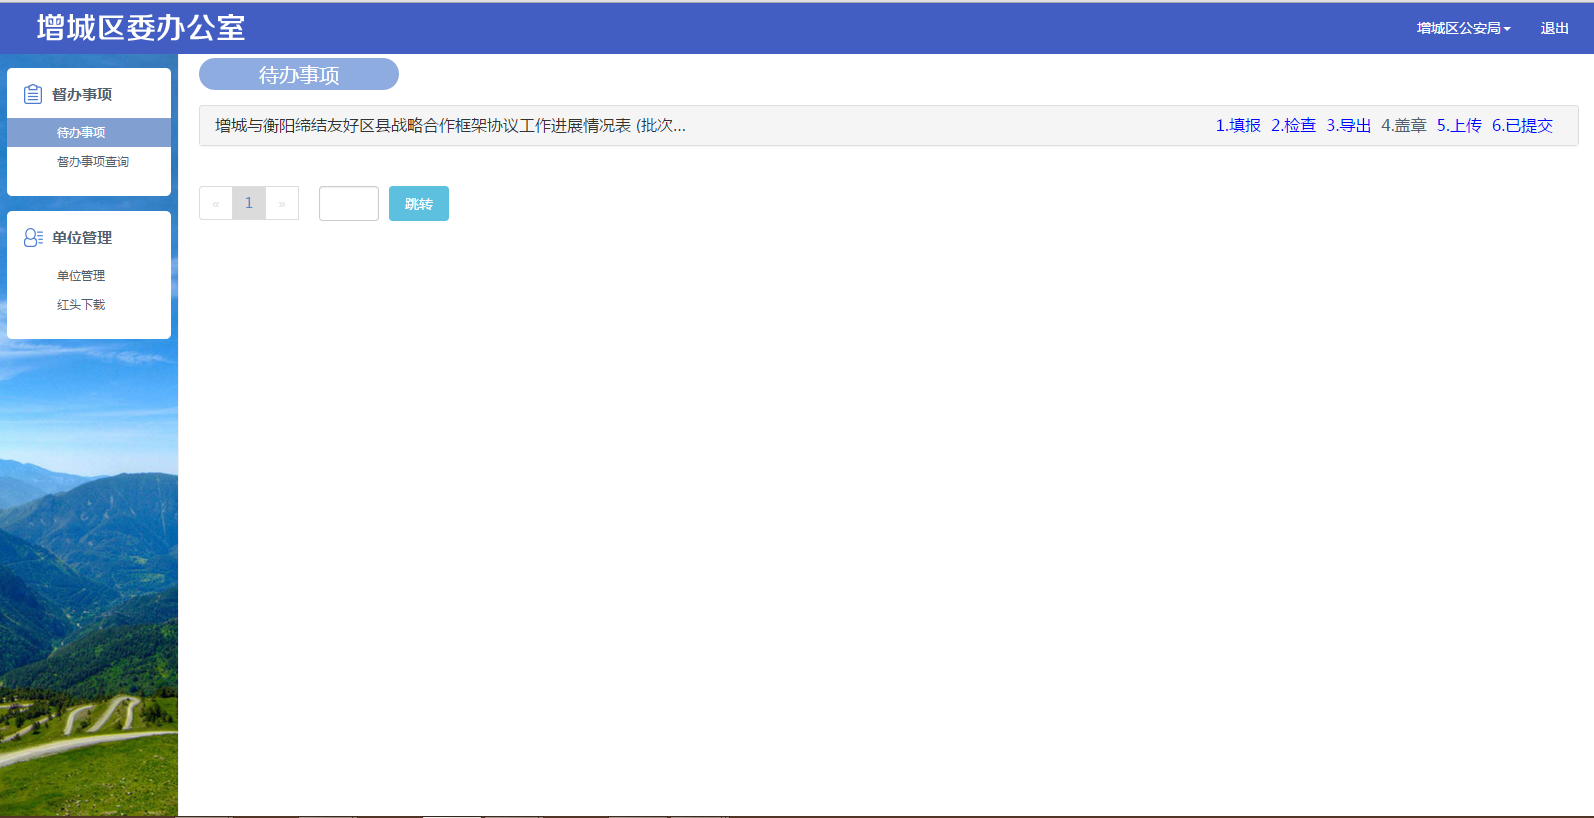 增城区委办公室
增城区公安局
退出
督办事项
待办事项
督办事项查询
单位管理
单位管理
红头下载
待办事项
增城与衡阳缔结友好区县战略合作框架协议工作进展情况表 (批次...
1.填报 2.检查 3.导出 4.盖章 5.上传 6.已提交
« 1 »
跳转